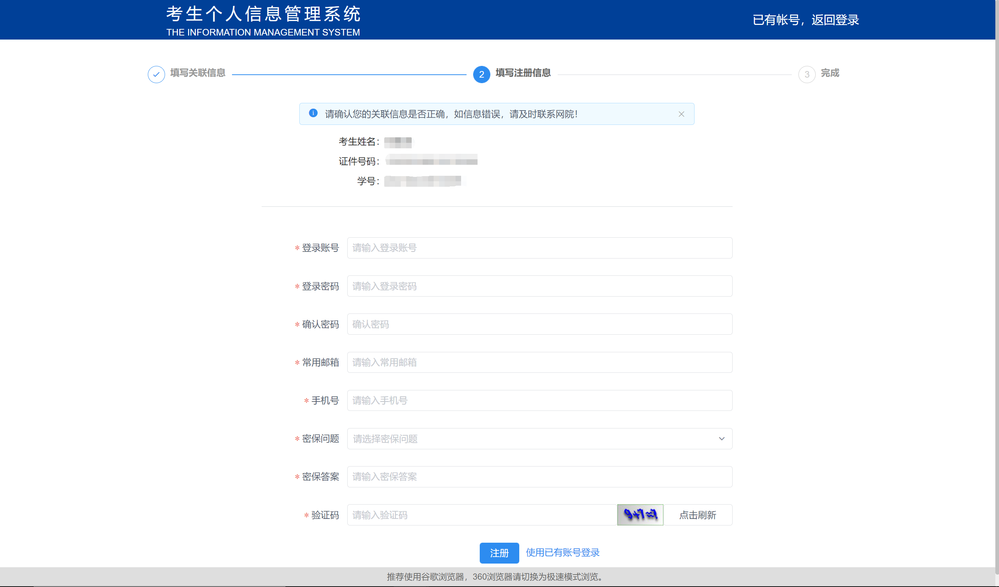 考生个人信息管理系统
THE INFORMATION MANAGEMENT SYSTEM
已有帐号，返回登录
填写关联信息
2 填写注册信息
3 完成
请确认您的关联信息是否正确，如信息错误，请及时联系网院！
考生姓名：
证件号码：
学号：
* 登录账号 请输入登录账号
* 登录密码 请输入登录密码
* 确认密码 确认密码
* 常用邮箱 请输入常用邮箱
* 手机号 请输入手机号
* 密保问题 请选择密保问题
* 密保答案 请输入密保答案
* 验证码 请输入验证码 点击刷新
注册 使用已有账号登录
推荐使用谷歌浏览器，360浏览器请切换为极速模式浏览。